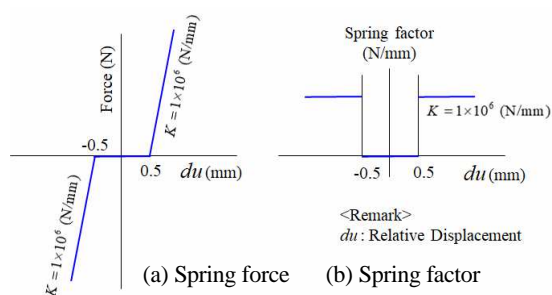 Force (N)
K = 1×10⁶ (N/mm)
-0.5
0.5
du (mm)
K = 1×10⁶ (N/mm)
(a) Spring force
Spring factor
(N/mm)
K = 1×10⁶ (N/mm)
-0.5
0.5
du (mm)
<Remark>
du : Relative Displacement
(b) Spring factor